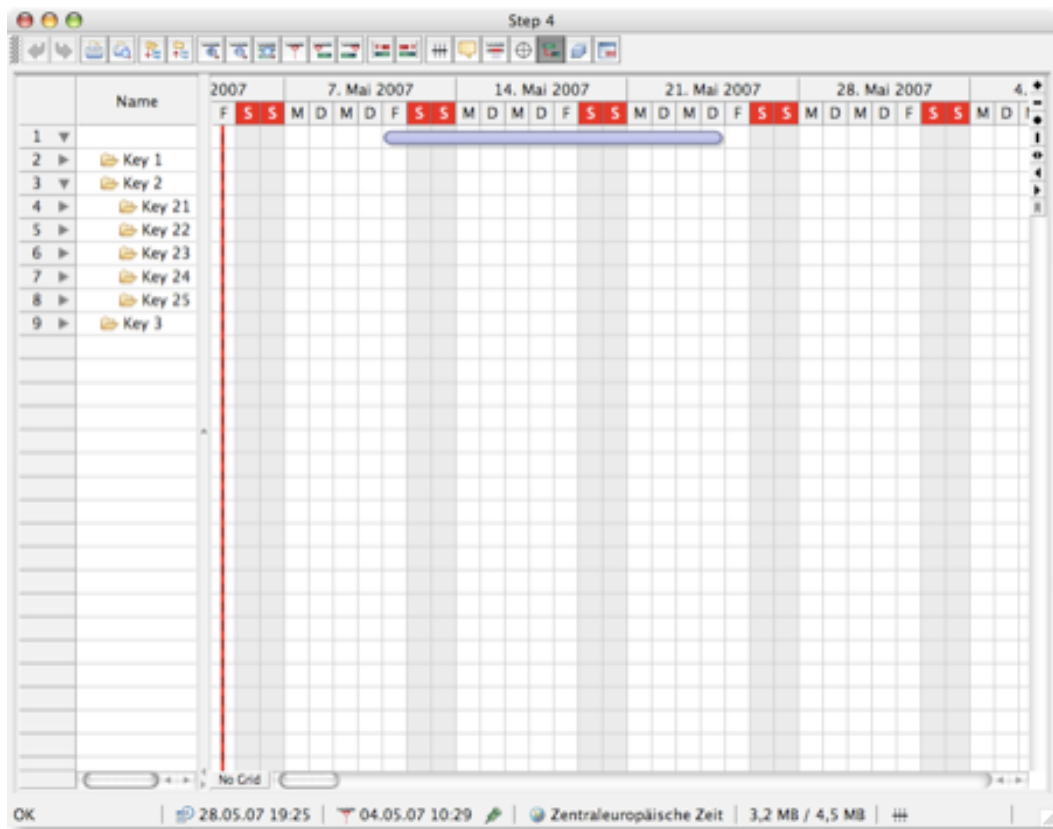 Step 4
Name
2007 7. Mai 2007 14. Mai 2007 21. Mai 2007 28. Mai 2007 4.
F S S M D M D F S S M D M D F S S M D M D F S S M D M D F S S M D
1
2 Key 1
3 Key 2
4 Key 21
5 Key 22
6 Key 23
7 Key 24
8 Key 25
9 Key 3
No Grid
OK 28.05.07 19:25 04.05.07 10:29 Zentraleuropäische Zeit 3,2 MB / 4,5 MB